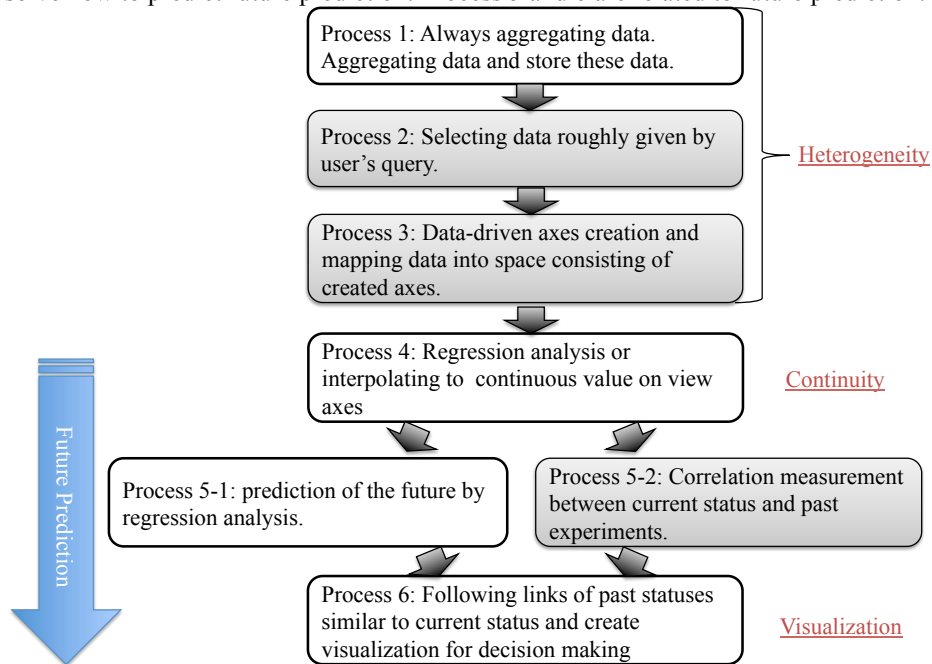 Process 1: Always aggregating data.
Aggregating data and store these data.
Process 2: Selecting data roughly given by
user’s query.
Heterogeneity
Process 3: Data-driven axes creation and
mapping data into space consisting of
created axes.
Process 4: Regression analysis or
interpolating to continuous value on view
axes
Continuity
Future Prediction
Process 5-1: prediction of the future by
regression analysis.
Process 5-2: Correlation measurement
between current status and past
experiments.
Process 6: Following links of past statuses
similar to current status and create
visualization for decision making
Visualization